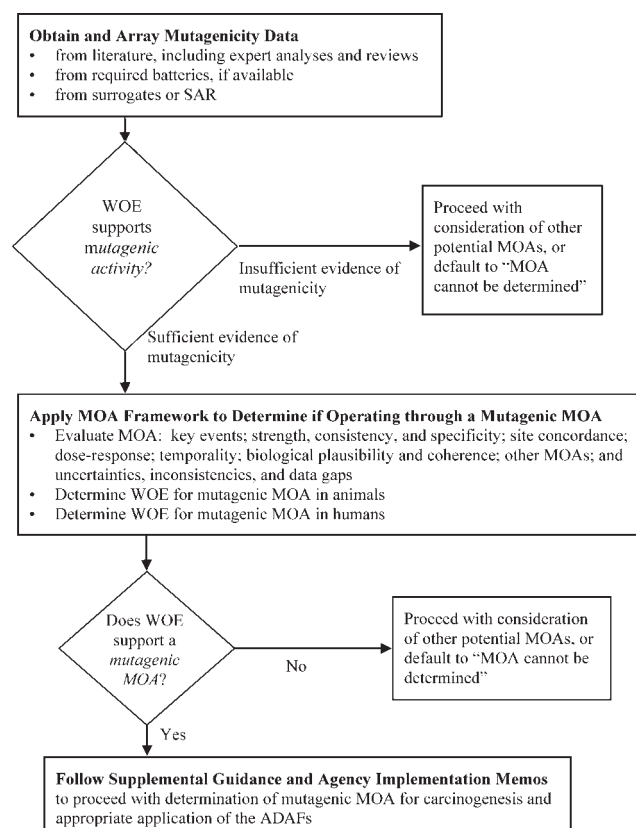 Obtain and Array Mutagenicity Data
• from literature, including expert analyses and reviews
• from required batteries, if available
• from surrogates or SAR
WOE
supports
mutagenic
activity?
Insufficient evidence of
mutagenicity
Proceed with
consideration of other
potential MOAs, or
default to “MOA
cannot be determined”
Sufficient evidence of
mutagenicity
Apply MOA Framework to Determine if Operating through a Mutagenic MOA
• Evaluate MOA: key events; strength, consistency, and specificity; site concordance;
dose-response; temporality; biological plausibility and coherence; other MOAs; and
uncertainties, inconsistencies, and data gaps
• Determine WOE for mutagenic MOA in animals
• Determine WOE for mutagenic MOA in humans
Does WOE
support a
mutagenic
MOA?
No
Proceed with consideration
of other potential MOAs, or
default to “MOA cannot be
determined”
Yes
Follow Supplemental Guidance and Agency Implementation Memos
to proceed with determination of mutagenic MOA for carcinogenesis and
appropriate application of the ADAFs